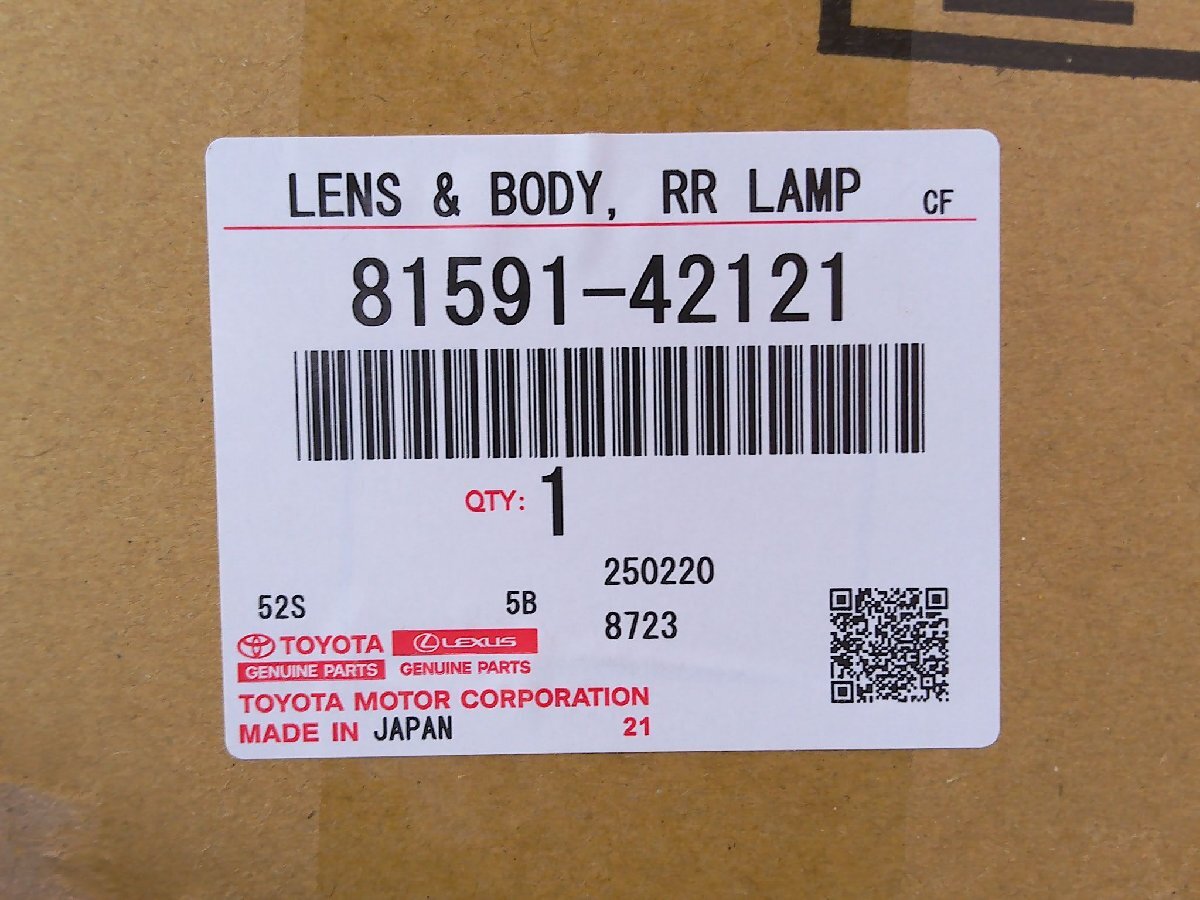 LENS & BODY, RR LAMP CF
81591-42121
QTY: 1
250220
52S 5B
8723
TOYOTA LEXUS
GENUINE PARTS GENUINE PARTS
TOYOTA MOTOR CORPORATION
MADE IN JAPAN 21